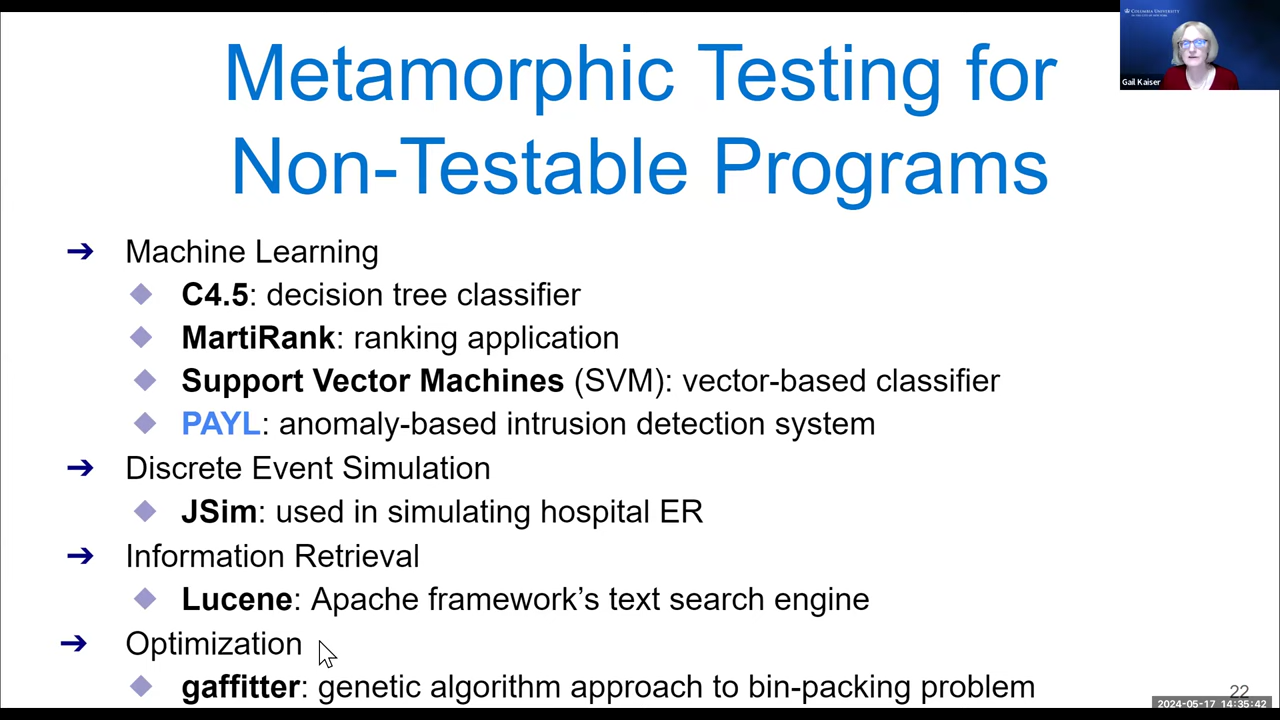 Metamorphic Testing for
Non-Testable Programs
➔ Machine Learning
◆ C4.5: decision tree classifier
◆ MartiRank: ranking application
◆ Support Vector Machines (SVM): vector-based classifier
◆ PAYL: anomaly-based intrusion detection system
➔ Discrete Event Simulation
◆ JSim: used in simulating hospital ER
➔ Information Retrieval
◆ Lucene: Apache framework’s text search engine
➔ Optimization
◆ gaffitter: genetic algorithm approach to bin-packing problem
22
COLUMBIA UNIVERSITY
Gail Kaiser
2024-05-17 14:35:42